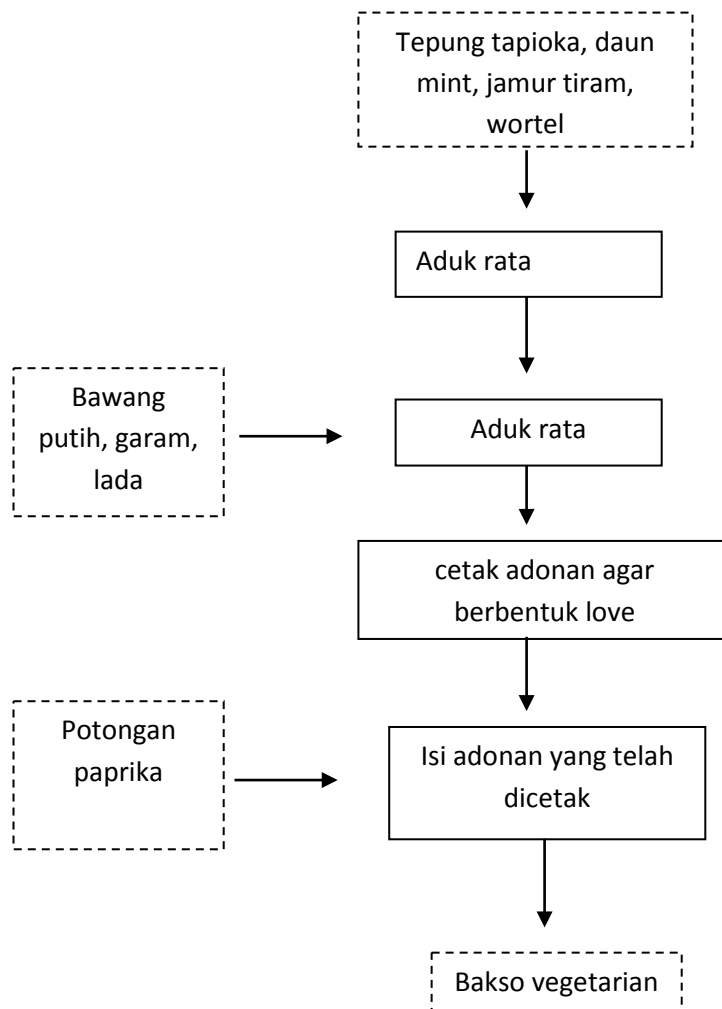 Tepung tapioka, daun
mint, jamur tiram,
wortel
Aduk rata
Bawang
putih, garam,
lada
Aduk rata
cetak adonan agar
berbentuk love
Potongan
paprika
Isi adonan yang telah
dicetak
Bakso vegetarian